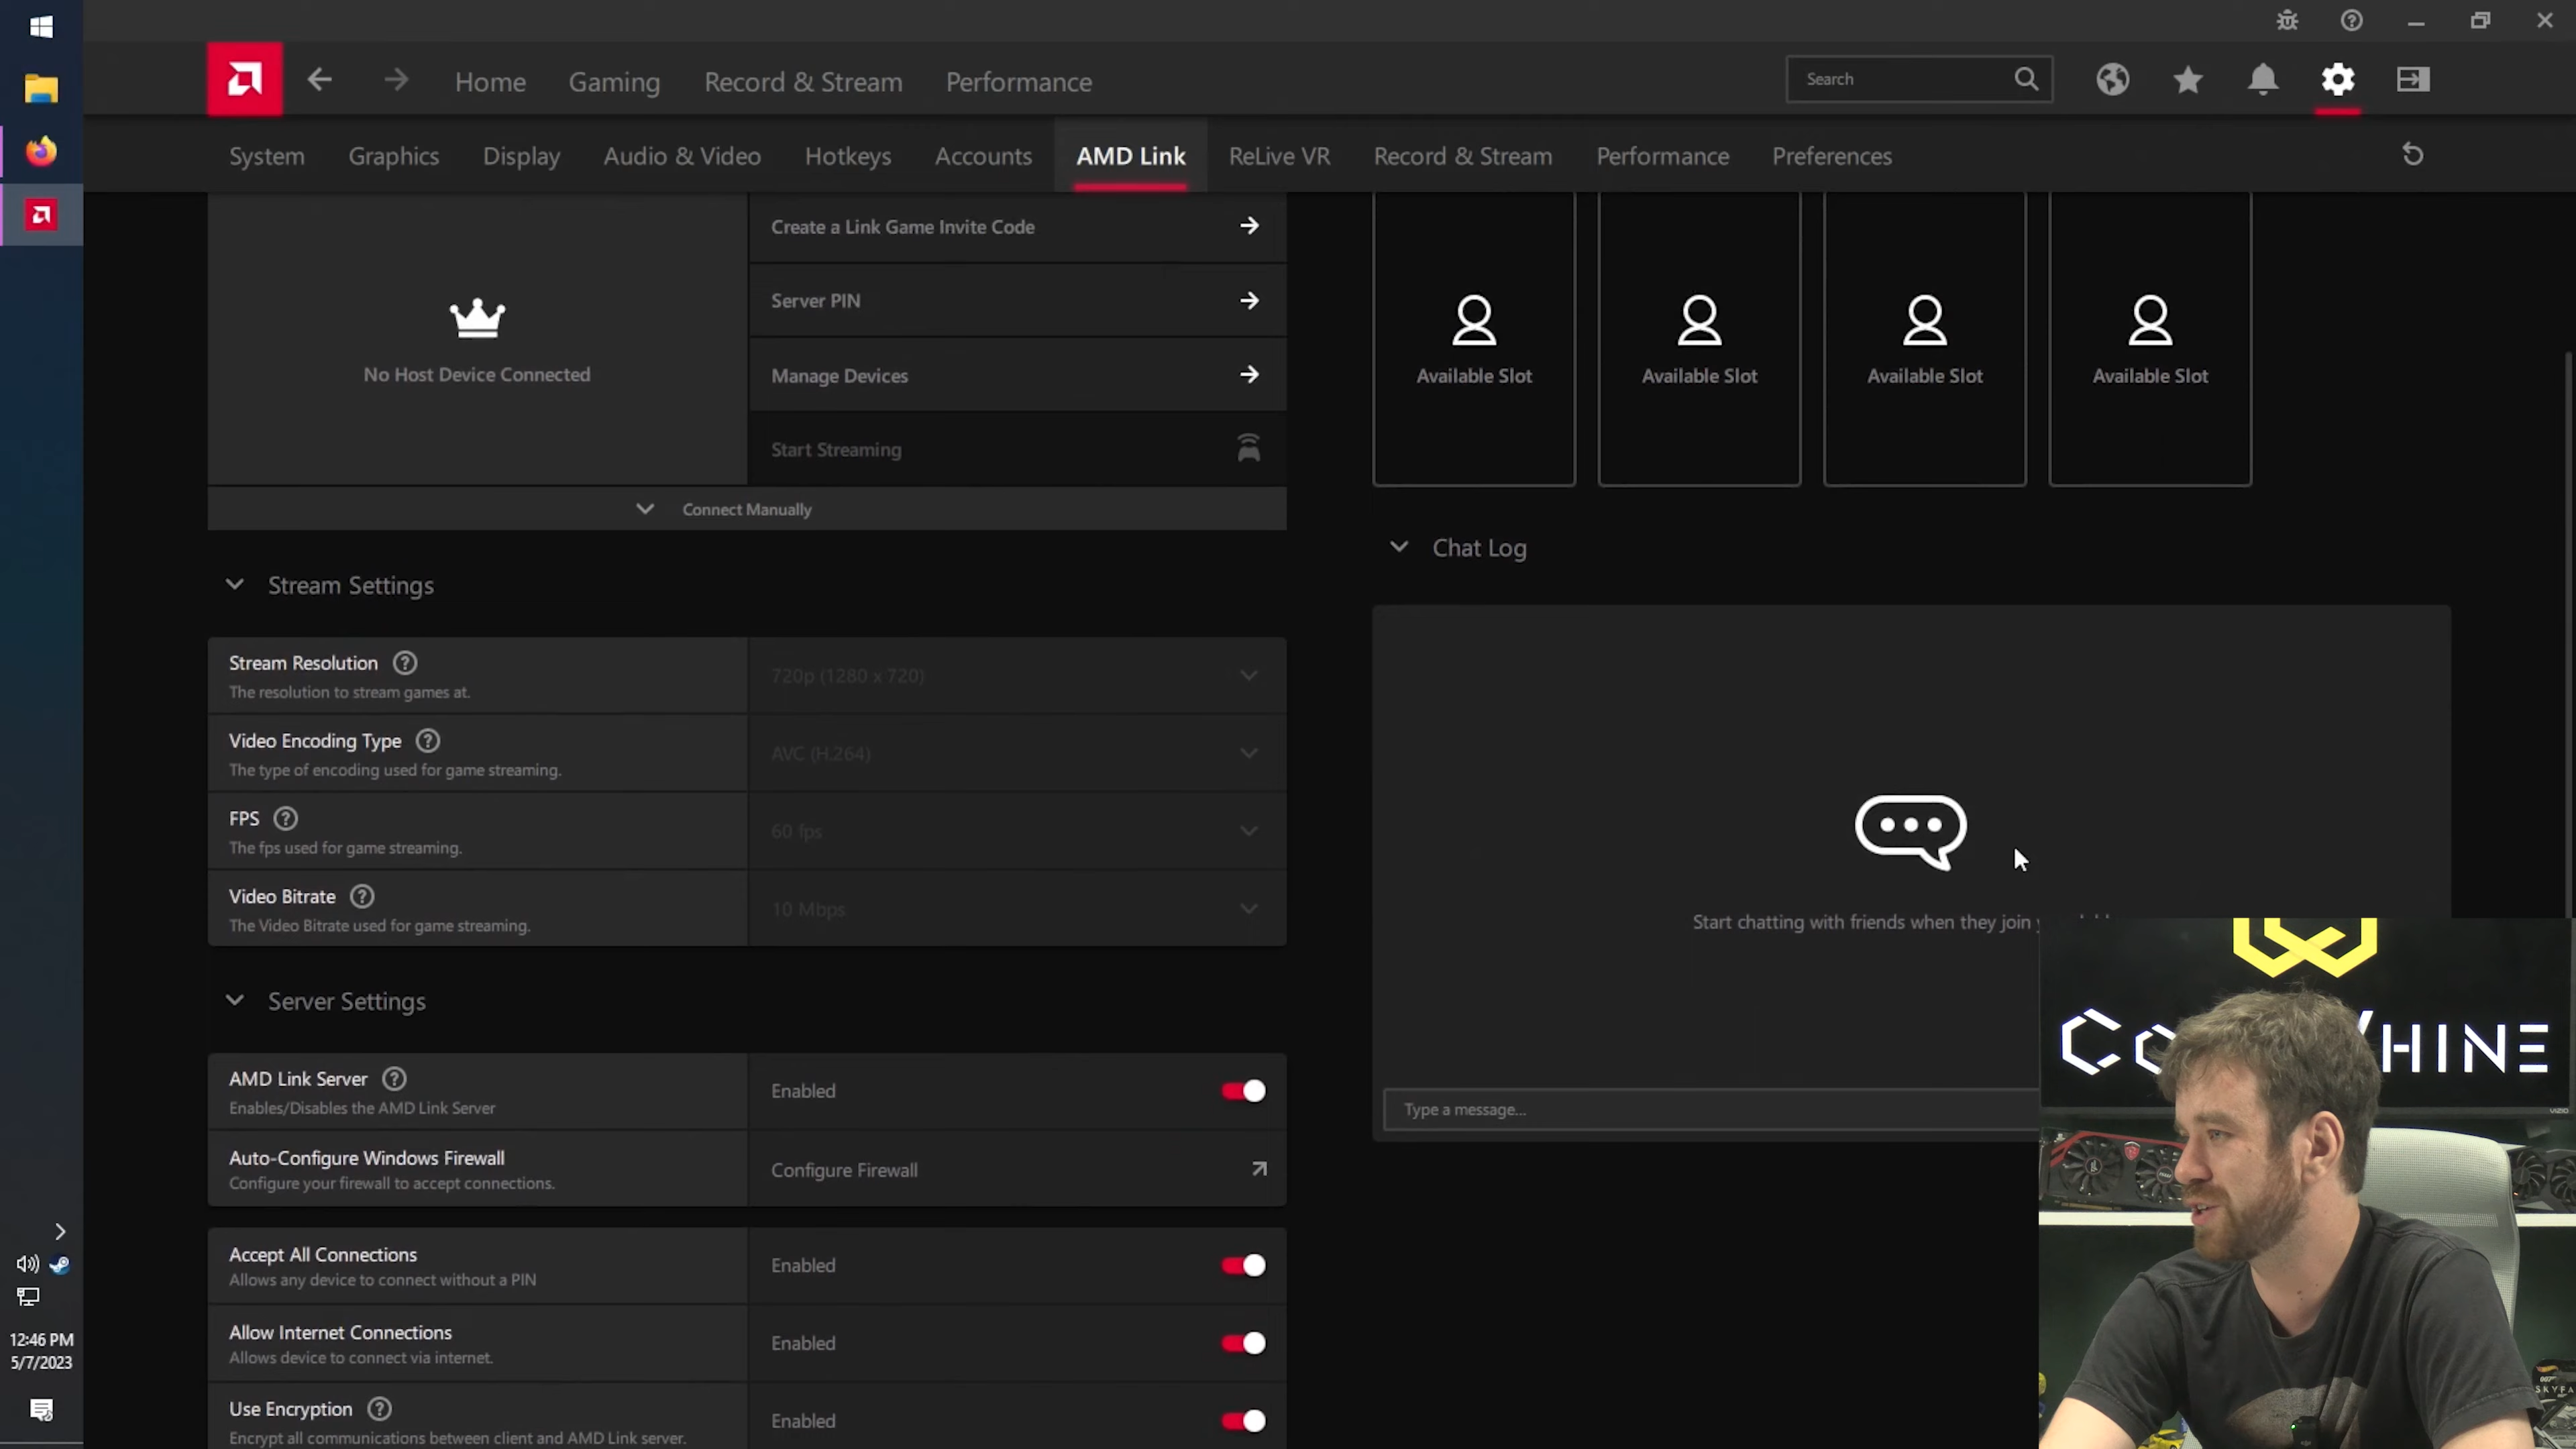 Home Gaming Record & Stream Performance Search
System Graphics Display Audio & Video Hotkeys Accounts AMD Link ReLive VR Record & Stream Performance Preferences
No Host Device Connected
Create a Link Game Invite Code
Server PIN
Manage Devices
Start Streaming
Connect Manually
Available Slot Available Slot Available Slot Available Slot
Stream Settings
Stream Resolution
The resolution to stream games at.
720p (1280 x 720)
Video Encoding Type
The type of encoding used for game streaming.
AVC (H.264)
FPS
The fps used for game streaming.
60 fps
Video Bitrate
The Video Bitrate used for game streaming.
10 Mbps
Server Settings
AMD Link Server
Enables/Disables the AMD Link Server
Enabled
Auto-Configure Windows Firewall
Configure your firewall to accept connections.
Configure Firewall
Accept All Connections
Allows any device to connect without a PIN
Enabled
Allow Internet Connections
Allows device to connect via internet.
Enabled
Use Encryption
Encrypt all communications between client and AMD Link server.
Enabled
Chat Log
Start chatting with friends when they join
Type a message...
12:46 PM
5/7/2023
VIZIO
007